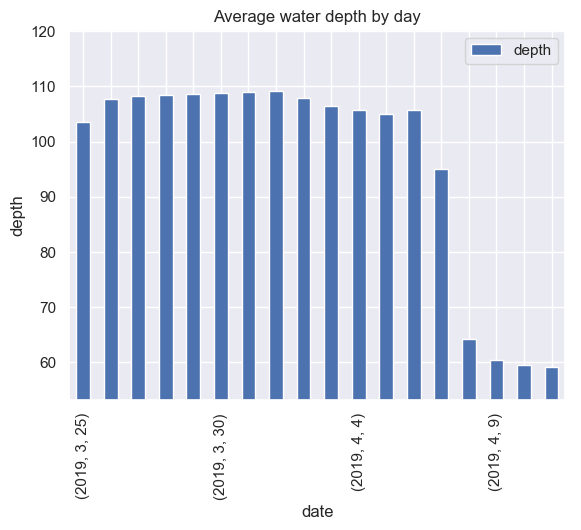 Average water depth by day
depth
120
110
100
90
80
70
60
depth
(2019, 3, 25)
(2019, 3, 30)
(2019, 4, 4)
(2019, 4, 9)
date